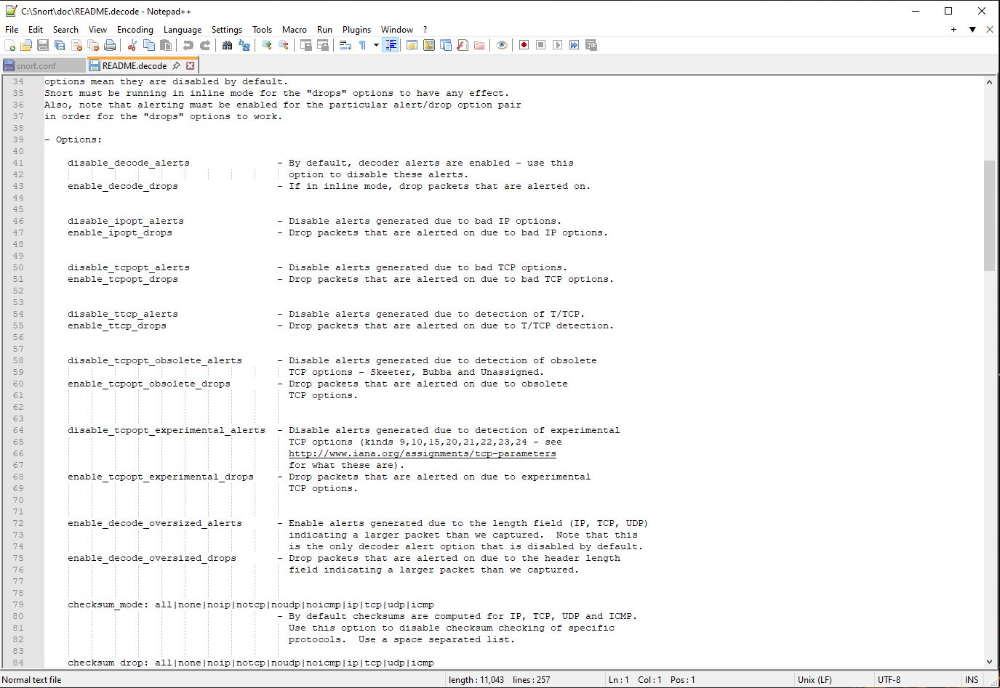 C:\Snort\doc\README.decode - Notepad++
File Edit Search View Encoding Language Settings Tools Macro Run Plugins Window ?
snort.conf README.decode
34 options mean they are disabled by default.
35 Snort must be running in inline mode for the "drops" options to have any effect.
36 Also, note that alerting must be enabled for the particular alert/drop option pair
37 in order for the "drops" options to work.
38
39 - Options:
40
41 disable_decode_alerts - By default, decoder alerts are enabled - use this
42 option to disable these alerts.
43 enable_decode_drops - If in inline mode, drop packets that are alerted on.
44
45
46 disable_ipopt_alerts - Disable alerts generated due to bad IP options.
47 enable_ipopt_drops - Drop packets that are alerted on due to bad IP options.
48
49
50 disable_tcpopt_alerts - Disable alerts generated due to bad TCP options.
51 enable_tcpopt_drops - Drop packets that are alerted on due to bad TCP options.
52
53
54 disable_ttcp_alerts - Disable alerts generated due to detection of T/TCP.
55 enable_ttcp_drops - Drop packets that are alerted on due to T/TCP detection.
56
57
58 disable_tcpopt_obsolete_alerts - Disable alerts generated due to detection of obsolete
59 TCP options - Skeeter, Bubba and Unassigned.
60 enable_tcpopt_obsolete_drops - Drop packets that are alerted on due to obsolete
61 TCP options.
62
63
64 disable_tcpopt_experimental_alerts - Disable alerts generated due to detection of experimental
65 TCP options (kinds 9,10,15,20,21,22,23,24 - see
66 http://www.iana.org/assignments/tcp-parameters
67 for what these are).
68 enable_tcpopt_experimental_drops - Drop packets that are alerted on due to experimental
69 TCP options.
70
71
72 enable_decode_oversized_alerts - Enable alerts generated due to the length field (IP, TCP, UDP)
73 indicating a larger packet than we captured. Note that this
74 is the only decoder alert option that is disabled by default.
75 enable_decode_oversized_drops - Drop packets that are alerted on due to the header length
76 field indicating a larger packet than we captured.
77
78
79 checksum_mode: all|none|noip|notcp|noudp|noicmp|ip|tcp|udp|icmp
80 - By default checksums are computed for IP, TCP, UDP and ICMP.
81 Use this option to disable checksum checking of specific
82 protocols. Use a space separated list.
83
84 checksum_drop: all|none|noip|notcp|noudp|noicmp|ip|tcp|udp|icmp
Normal text file length : 11,043 lines : 257 Ln : 1 Col : 1 Pos : 1 Unix (LF) UTF-8 INS